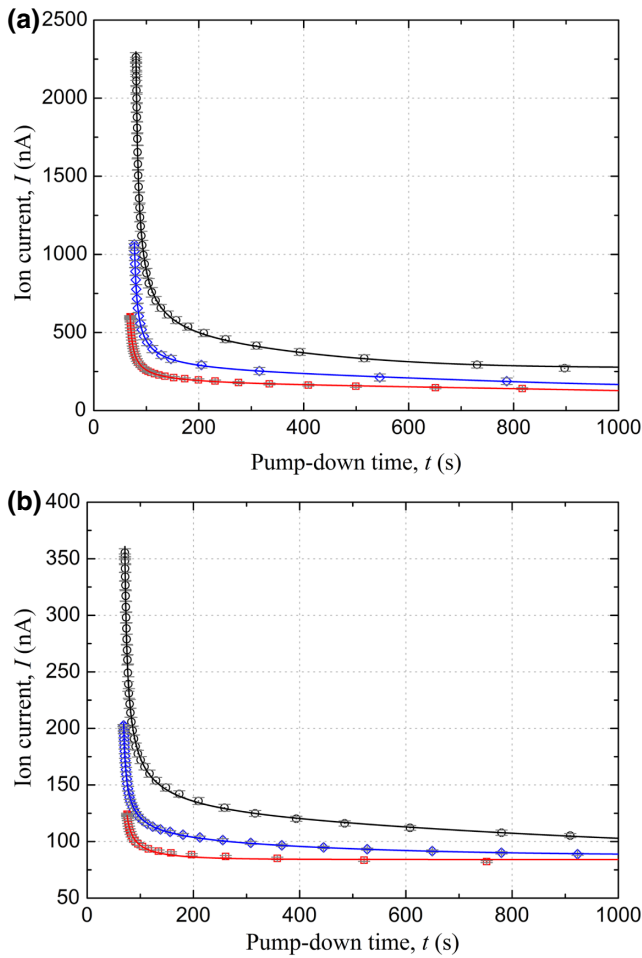 (a)
2500
2000
1500
1000
500
0
Ion current, I (nA)
0 200 400 600 800 1000
Pump-down time, t (s)
(b)
400
350
300
250
200
150
100
50
Ion current, I (nA)
0 200 400 600 800 1000
Pump-down time, t (s)